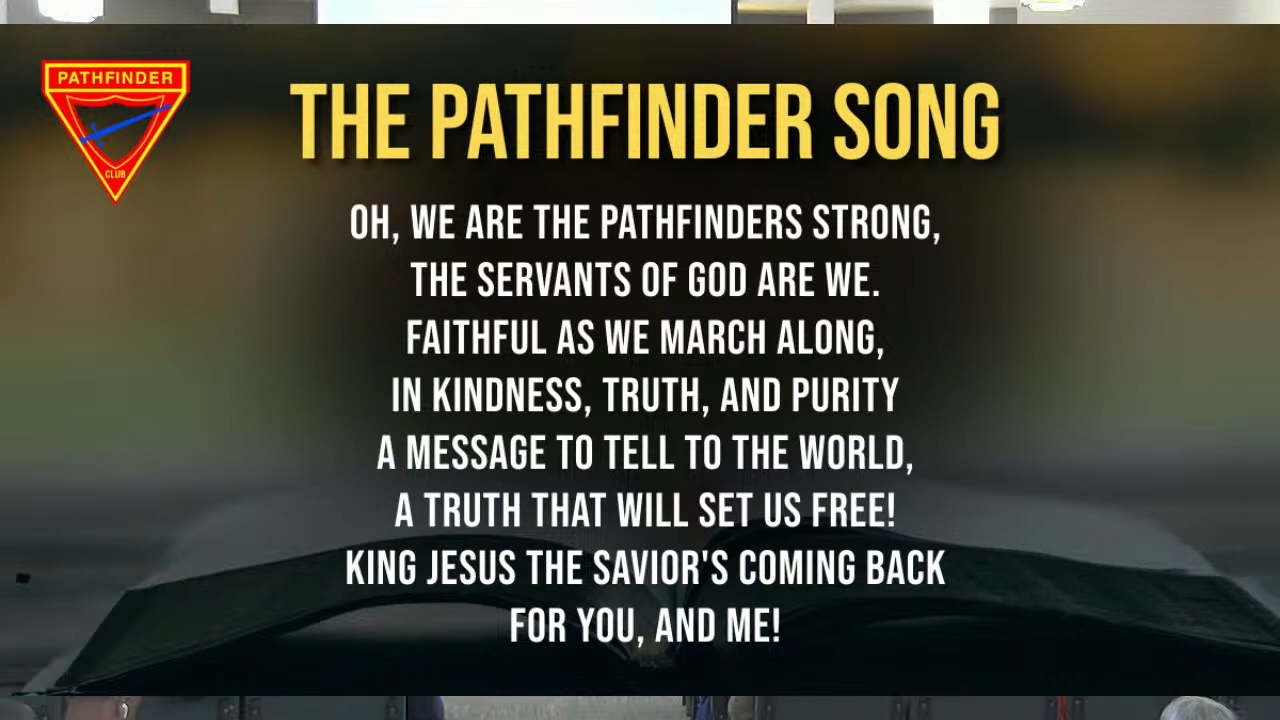 PATHFINDER
CLUB
THE PATHFINDER SONG
OH, WE ARE THE PATHFINDERS STRONG,
THE SERVANTS OF GOD ARE WE.
FAITHFUL AS WE MARCH ALONG,
IN KINDNESS, TRUTH, AND PURITY
A MESSAGE TO TELL TO THE WORLD,
A TRUTH THAT WILL SET US FREE!
KING JESUS THE SAVIOR'S COMING BACK
FOR YOU, AND ME!